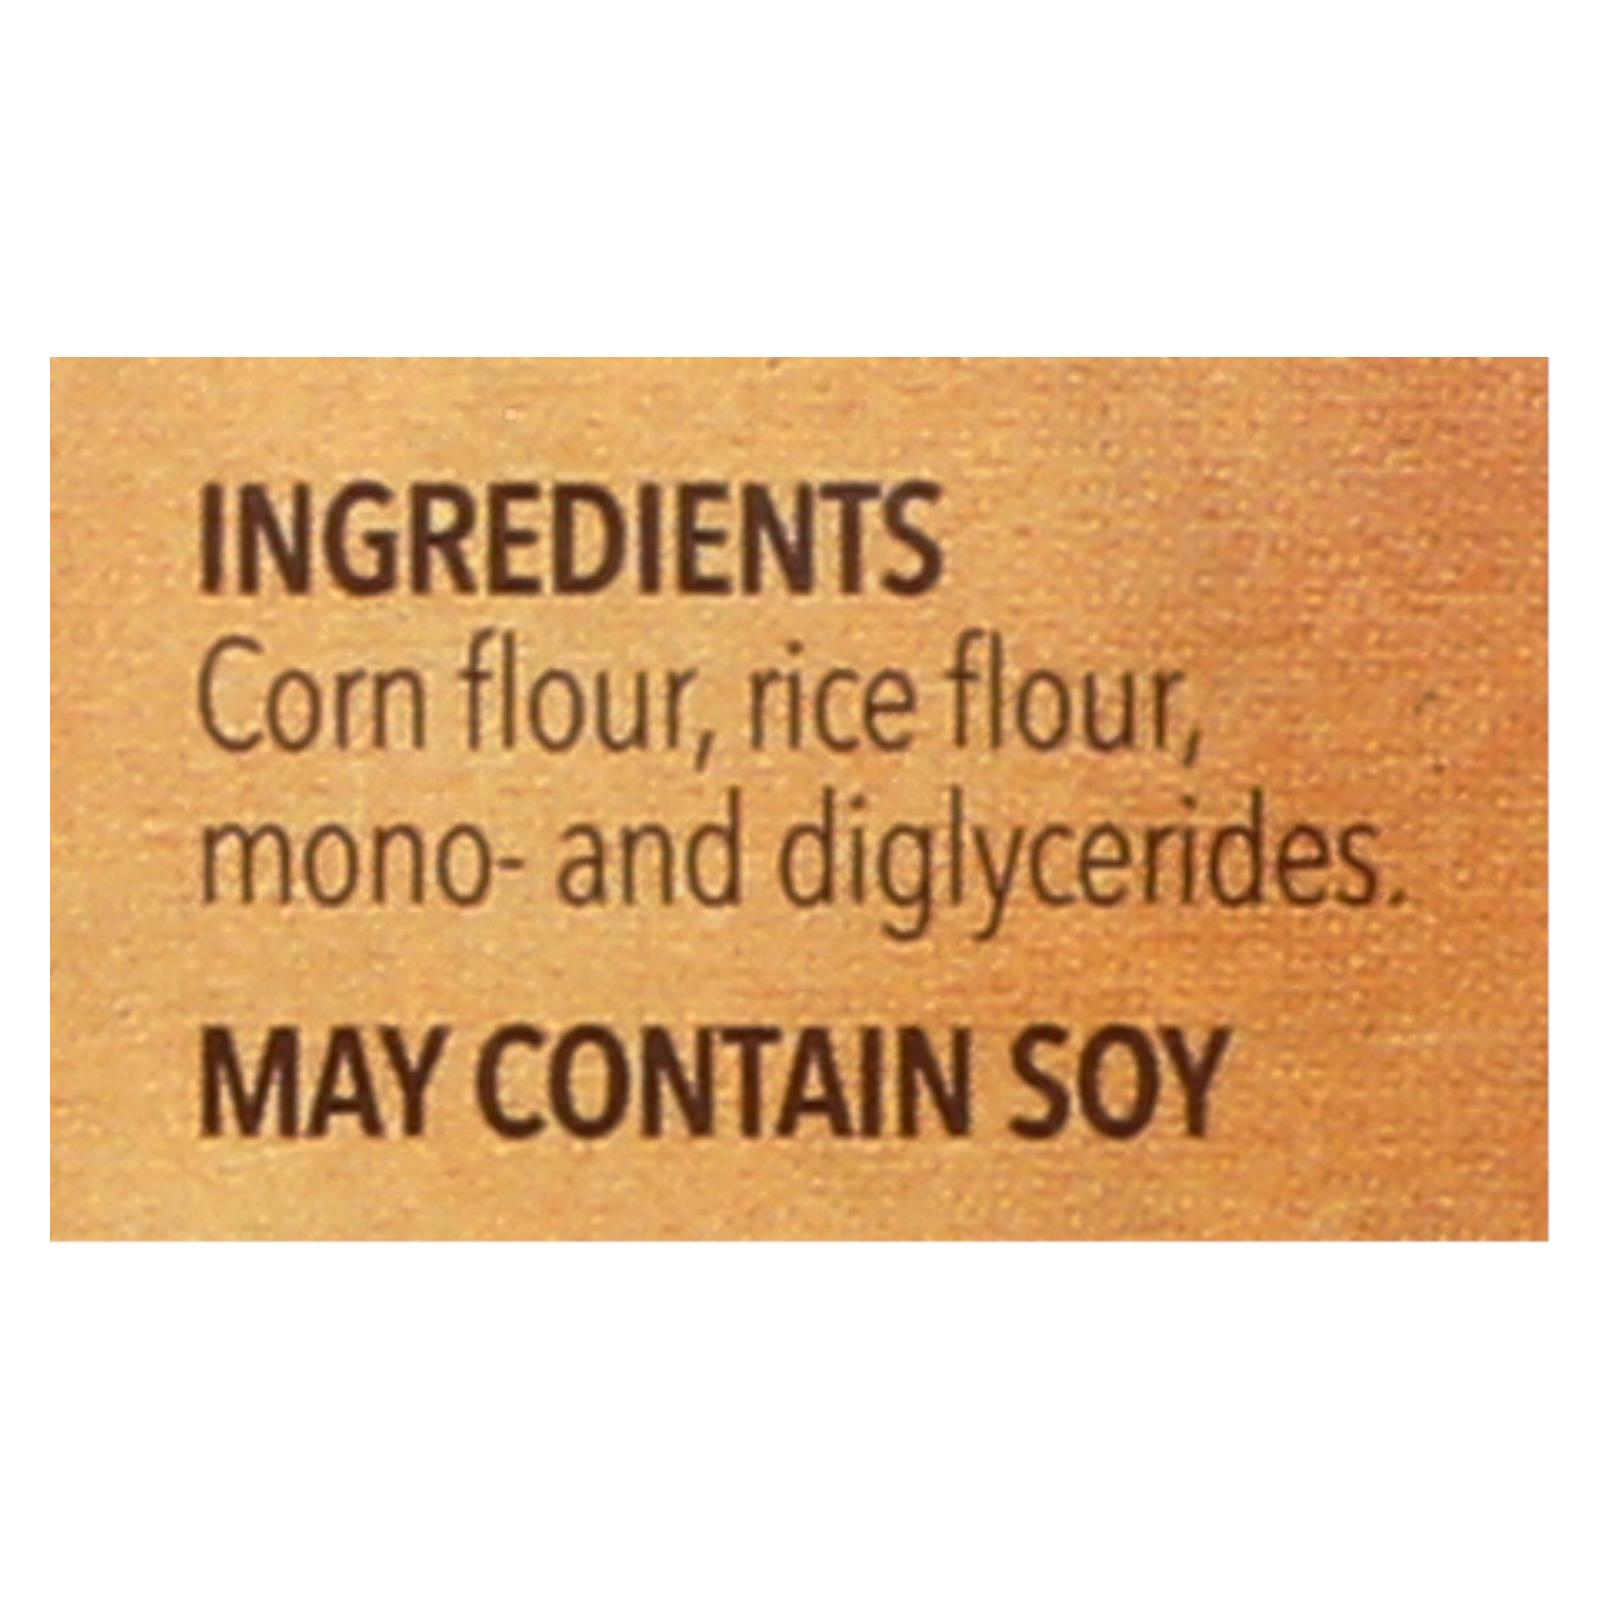 INGREDIENTS
Corn flour, rice flour,
mono- and diglycerides.
MAY CONTAIN SOY